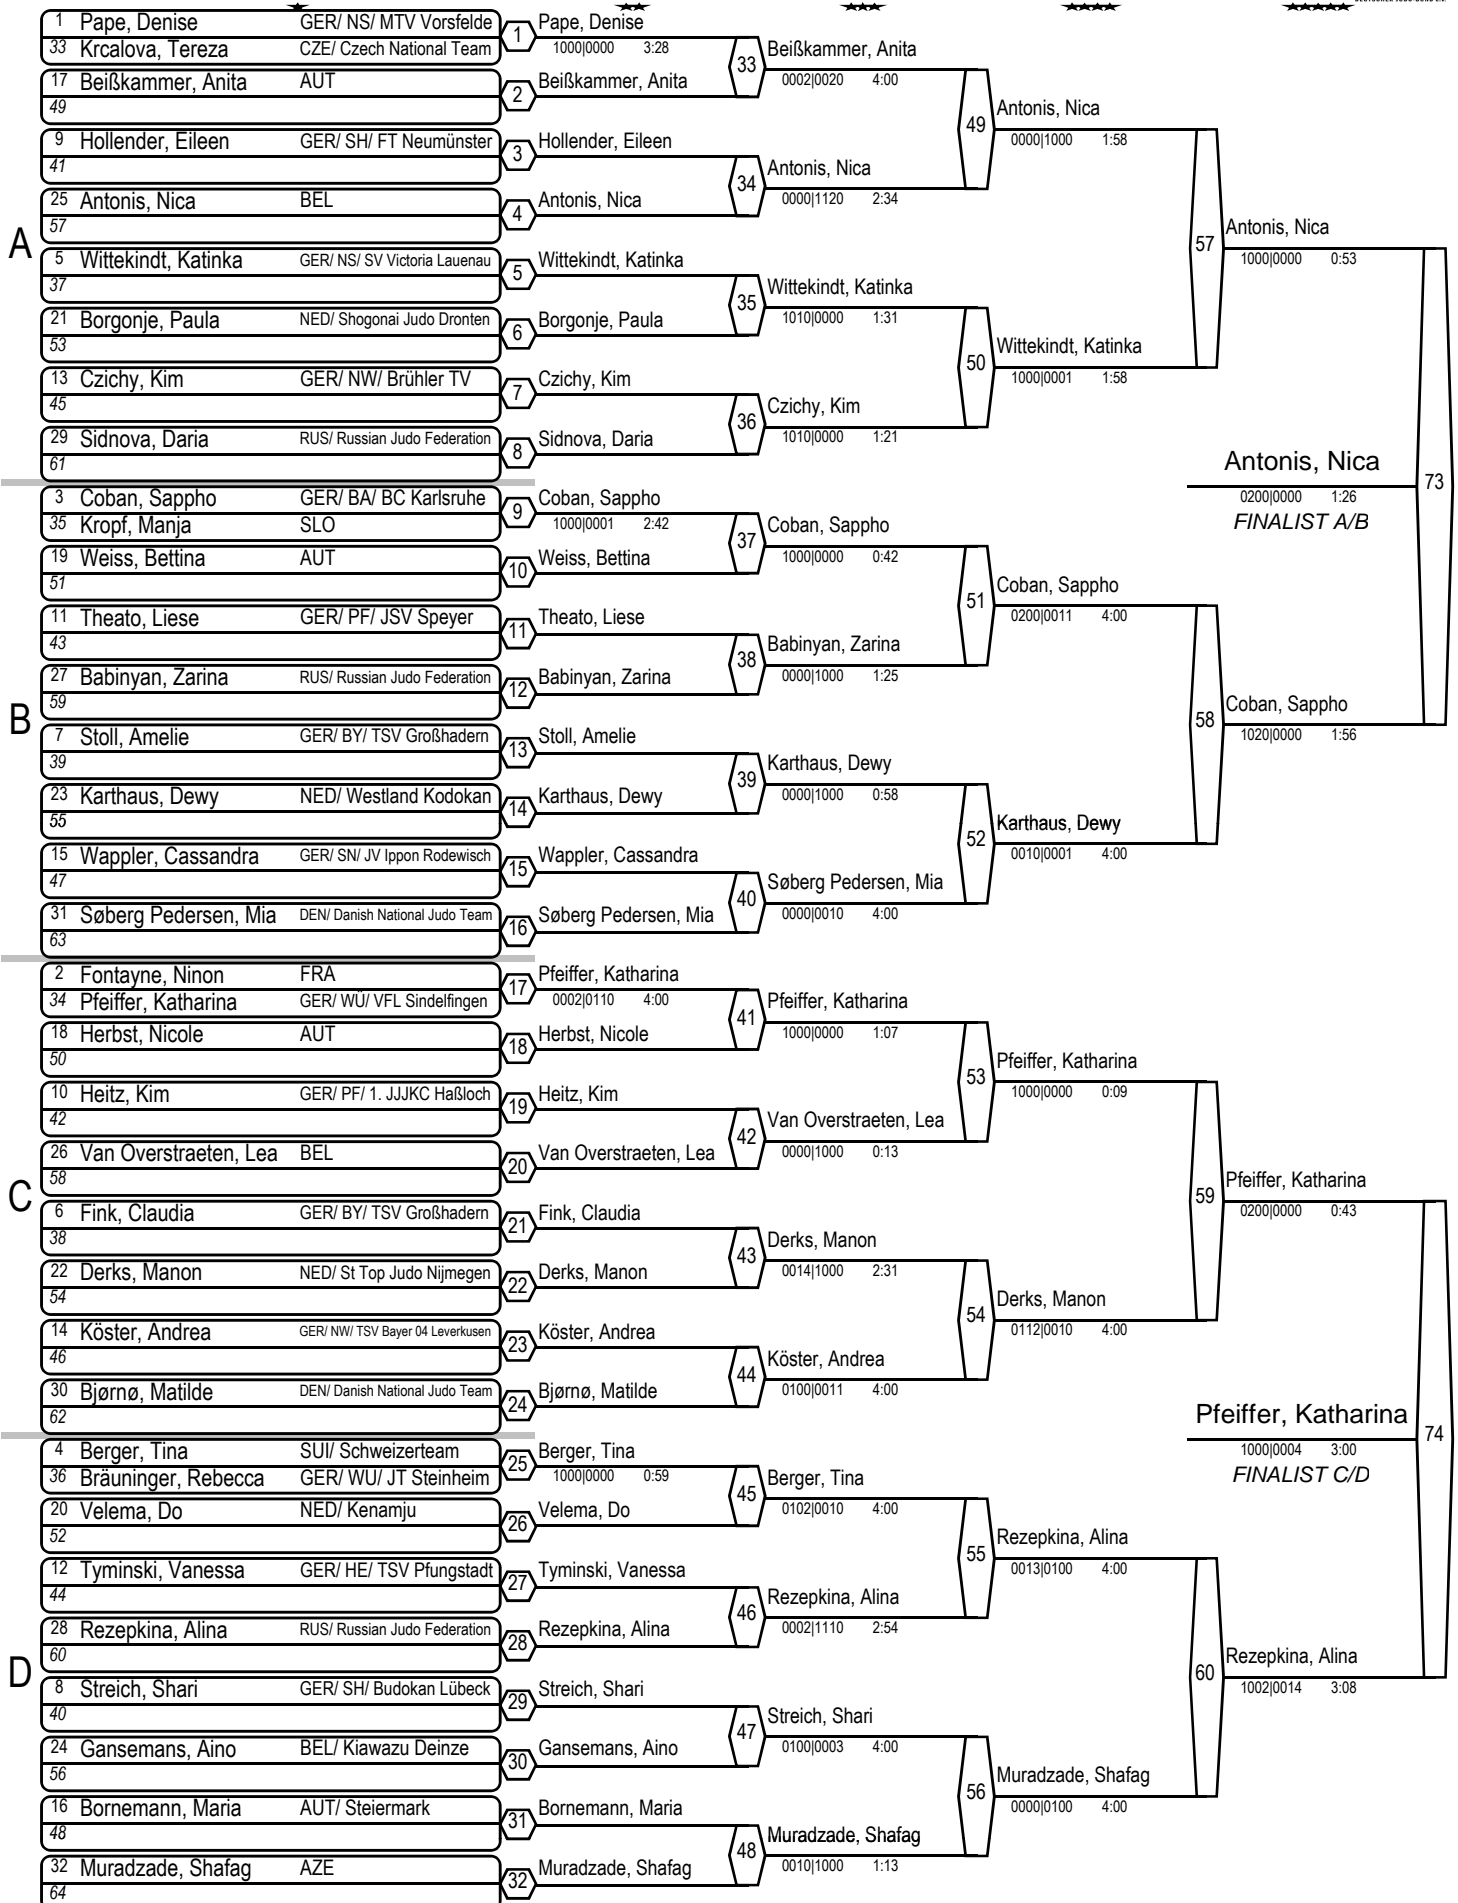 A
1 Pape, Denise GER/ NS/ MTV Vorsfelde
33 Krcalova, Tereza CZE/ Czech National Team
1
17 Beißkammer, Anita AUT
49
2
9 Hollender, Eileen GER/ SH/ FT Neumünster
41
3
25 Antonis, Nica BEL
57
4
5 Wittekindt, Katinka GER/ NS/ SV Victoria Lauenau
37
5
21 Borgonje, Paula NED/ Shogonai Judo Dronten
53
6
13 Czichy, Kim GER/ NW/ Brühler TV
45
7
29 Sidnova, Daria RUS/ Russian Judo Federation
61
8
B
3 Coban, Sappho GER/ BA/ BC Karlsruhe
35 Kropf, Manja SLO
9
19 Weiss, Bettina AUT
51
10
11 Theato, Liese GER/ PF/ JSV Speyer
43
11
27 Babinyan, Zarina RUS/ Russian Judo Federation
59
12
7 Stoll, Amelie GER/ BY/ TSV Großhadern
39
13
23 Karthaus, Dewy NED/ Westland Kodokan
55
14
15 Wappler, Cassandra GER/ SN/ JV Ippon Rodewisch
47
15
31 Søberg Pedersen, Mia DEN/ Danish National Judo Team
63
16
C
2 Fontayne, Ninon FRA
34 Pfeiffer, Katharina GER/ WÜ/ VFL Sindelfingen
17
18 Herbst, Nicole AUT
50
18
10 Heitz, Kim GER/ PF/ 1. JJJKC Haßloch
42
19
26 Van Overstraeten, Lea BEL
58
20
6 Fink, Claudia GER/ BY/ TSV Großhadern
38
21
22 Derks, Manon NED/ St Top Judo Nijmegen
54
22
14 Köster, Andrea GER/ NW/ TSV Bayer 04 Leverkusen
46
23
30 Bjørnø, Matilde DEN/ Danish National Judo Team
62
24
D
4 Berger, Tina SUI/ Schweizerteam
36 Bräuninger, Rebecca GER/ WU/ JT Steinheim
25
20 Velema, Do NED/ Kenamju
52
26
12 Tyminski, Vanessa GER/ HE/ TSV Pfungstadt
44
27
28 Rezepkina, Alina RUS/ Russian Judo Federation
60
28
8 Streich, Shari GER/ SH/ Budokan Lübeck
40
29
24 Gansemans, Aino BEL/ Kiawazu Deinze
56
30
16 Bornemann, Maria AUT/ Steiermark
48
31
32 Muradzade, Shafag AZE
64
32
Pape, Denise
1000|0000 3:28
Beißkammer, Anita
33
Hollender, Eileen
Antonis, Nica
34
Wittekindt, Katinka
Borgonje, Paula
35
Czichy, Kim
Sidnova, Daria
36
Coban, Sappho
1000|0001 2:42
Weiss, Bettina
37
Theato, Liese
Babinyan, Zarina
38
Stoll, Amelie
Karthaus, Dewy
39
Wappler, Cassandra
Søberg Pedersen, Mia
40
Pfeiffer, Katharina
0002|0110 4:00
Herbst, Nicole
41
Heitz, Kim
Van Overstraeten, Lea
42
Fink, Claudia
Derks, Manon
43
Köster, Andrea
Bjørnø, Matilde
44
Berger, Tina
1000|0000 0:59
Velema, Do
45
Tyminski, Vanessa
Rezepkina, Alina
46
Streich, Shari
Gansemans, Aino
47
Bornemann, Maria
Muradzade, Shafag
48
Beißkammer, Anita
0002|0020 4:00
49
Antonis, Nica
0000|1120 2:34
Wittekindt, Katinka
1010|0000 1:31
50
Czichy, Kim
1010|0000 1:21
Coban, Sappho
1000|0000 0:42
51
Babinyan, Zarina
0000|1000 1:25
Karthaus, Dewy
0000|1000 0:58
52
Søberg Pedersen, Mia
0000|0010 4:00
Pfeiffer, Katharina
1000|0000 1:07
53
Van Overstraeten, Lea
0000|1000 0:13
Derks, Manon
0014|1000 2:31
54
Köster, Andrea
0100|0011 4:00
Berger, Tina
0102|0010 4:00
55
Rezepkina, Alina
0002|1110 2:54
Streich, Shari
0100|0003 4:00
56
Muradzade, Shafag
0010|1000 1:13
Antonis, Nica
0000|1000 1:58
57
Wittekindt, Katinka
1000|0001 1:58
Coban, Sappho
0200|0011 4:00
58
Karthaus, Dewy
0010|0001 4:00
Pfeiffer, Katharina
1000|0000 0:09
59
Derks, Manon
0112|0010 4:00
Rezepkina, Alina
0013|0100 4:00
60
Muradzade, Shafag
0000|0100 4:00
Antonis, Nica
1000|0000 0:53
Antonis, Nica
0200|0000 1:26
FINALIST A/B
73
Coban, Sappho
1020|0000 1:56
Pfeiffer, Katharina
0200|0000 0:43
Pfeiffer, Katharina
1000|0004 3:00
FINALIST C/D
74
Rezepkina, Alina
1002|0014 3:08